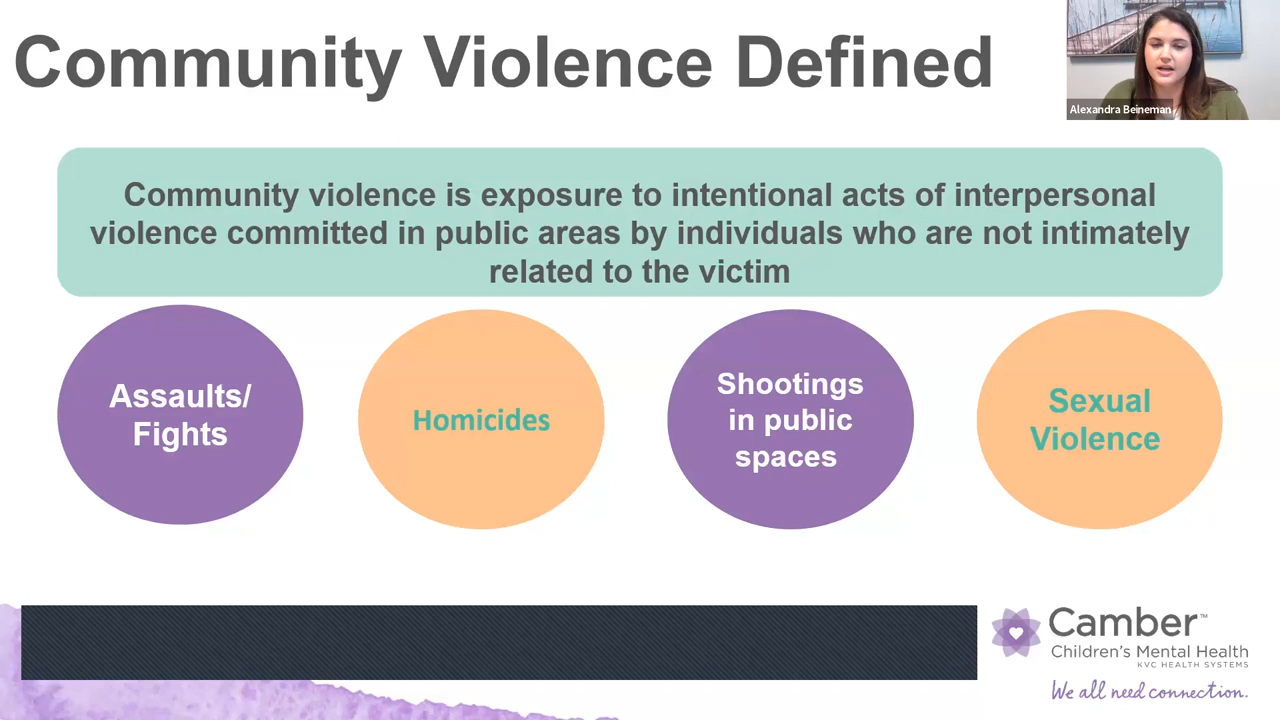 Community Violence Defined
Alexandra Beineman
Community violence is exposure to intentional acts of interpersonal
violence committed in public areas by individuals who are not intimately
related to the victim
Assaults/
Fights
Homicides
Shootings
in public
spaces
Sexual
Violence
Camber™
Children's Mental Health
KVC HEALTH SYSTEMS
We all need connection.